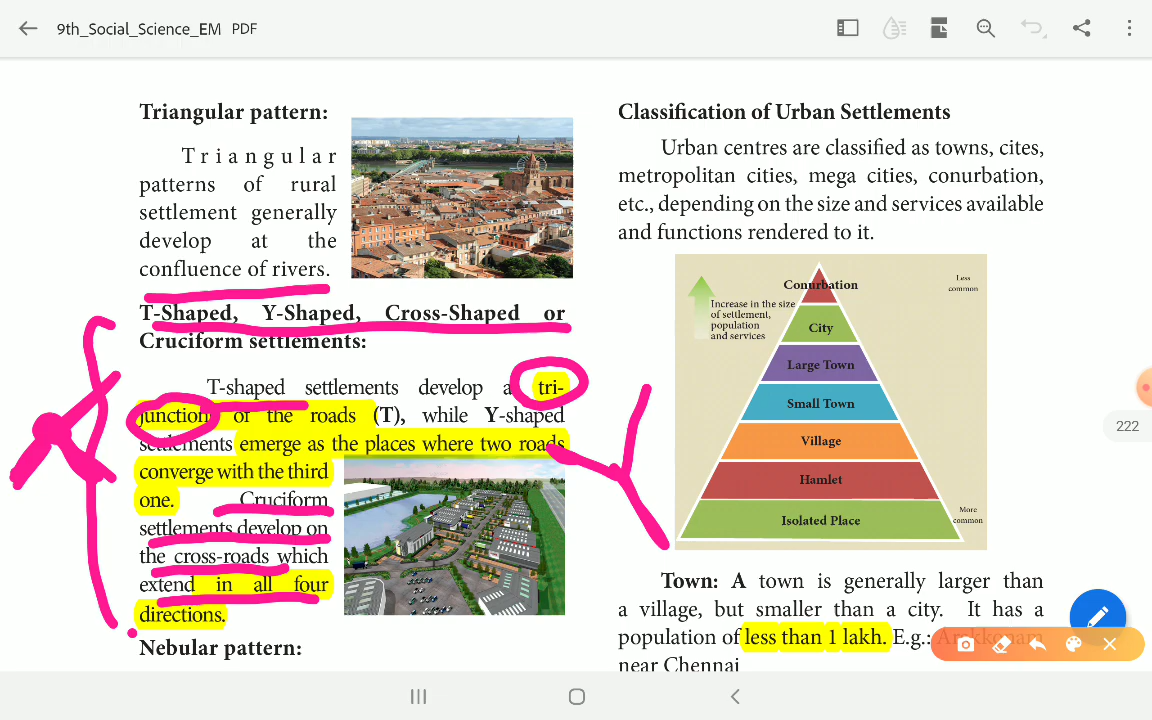 9th_Social_Science_EM PDF
Triangular pattern:
Triangular
patterns of rural
settlement generally
develop at the
confluence of rivers.
T-Shaped, Y-Shaped, Cross-Shaped or
Cruciform settlements:
T-shaped settlements develop a tri-
junction of the roads (T), while Y-shaped
settlements emerge as the places where two roads
converge with the third
one. Cruciform
settlements develop on
the cross-roads which
extend in all four
directions.
Nebular pattern:
Classification of Urban Settlements
Urban centres are classified as towns, cites,
metropolitan cities, mega cities, conurbation,
etc., depending on the size and services available
and functions rendered to it.
Conurbation
Less
common
Increase in the size
of settlement,
population
and services
City
Large Town
Small Town
Village
Hamlet
Isolated Place
More
common
Town: A town is generally larger than
a village, but smaller than a city. It has a
population of less than 1 lakh. E.g.: Arakkonam
near Chennai
222